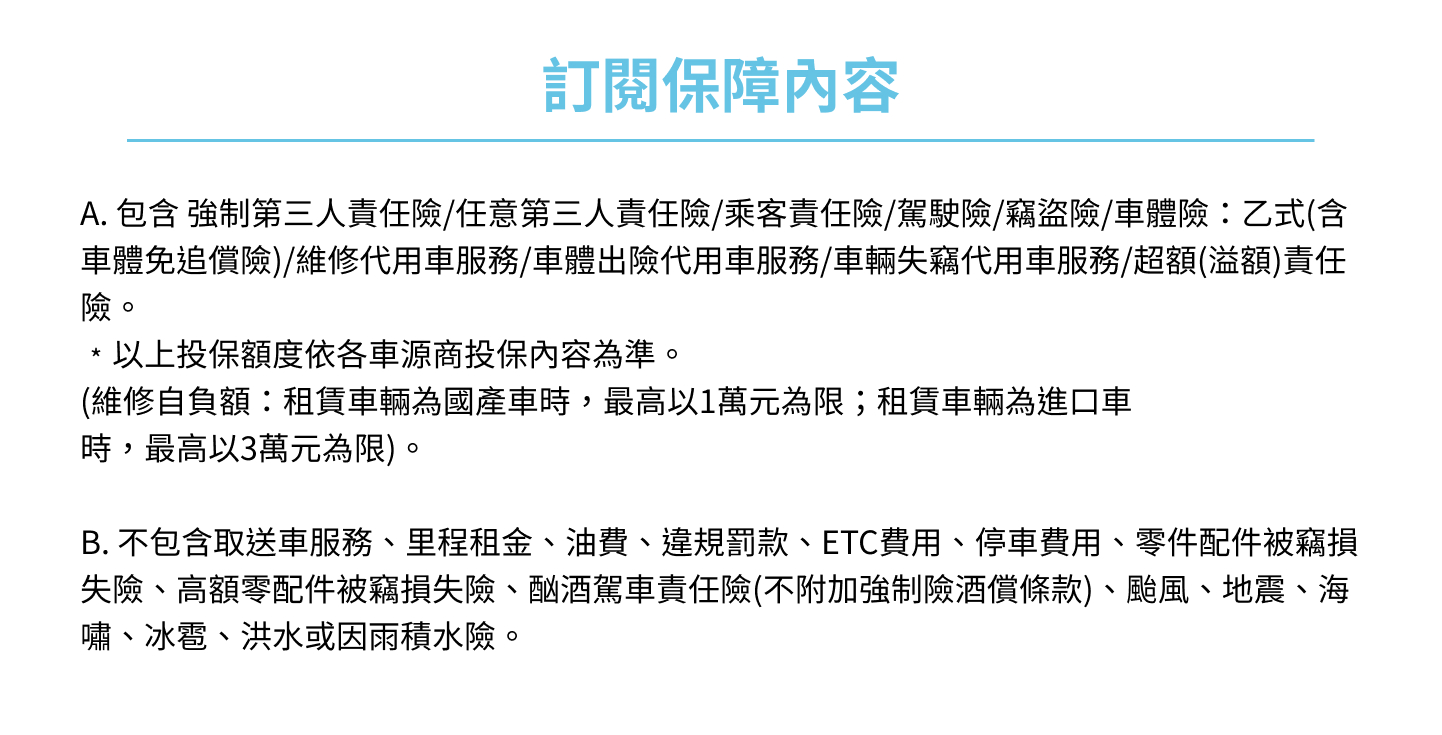 訂閱保障內容
A. 包含 強制第三人責任險/任意第三人責任險/乘客責任險/駕駛險/竊盜險/車體險：乙式(含
車體免追償險)/維修代用車服務/車體出險代用車服務/車輛失竊代用車服務/超額(溢額)責任
險。
* 以上投保額度依各車源商投保內容為準。
(維修自負額：租賃車輛為國產車時，最高以1萬元為限；租賃車輛為進口車
時，最高以3萬元為限)。
B. 不包含取送車服務、里程租金、油費、違規罰款、ETC費用、停車費用、零件配件被竊損
失險、高額零配件被竊損失險、酗酒駕車責任險(不附加強制險酒償條款)、颱風、地震、海
嘯、冰雹、洪水或因雨積水險。